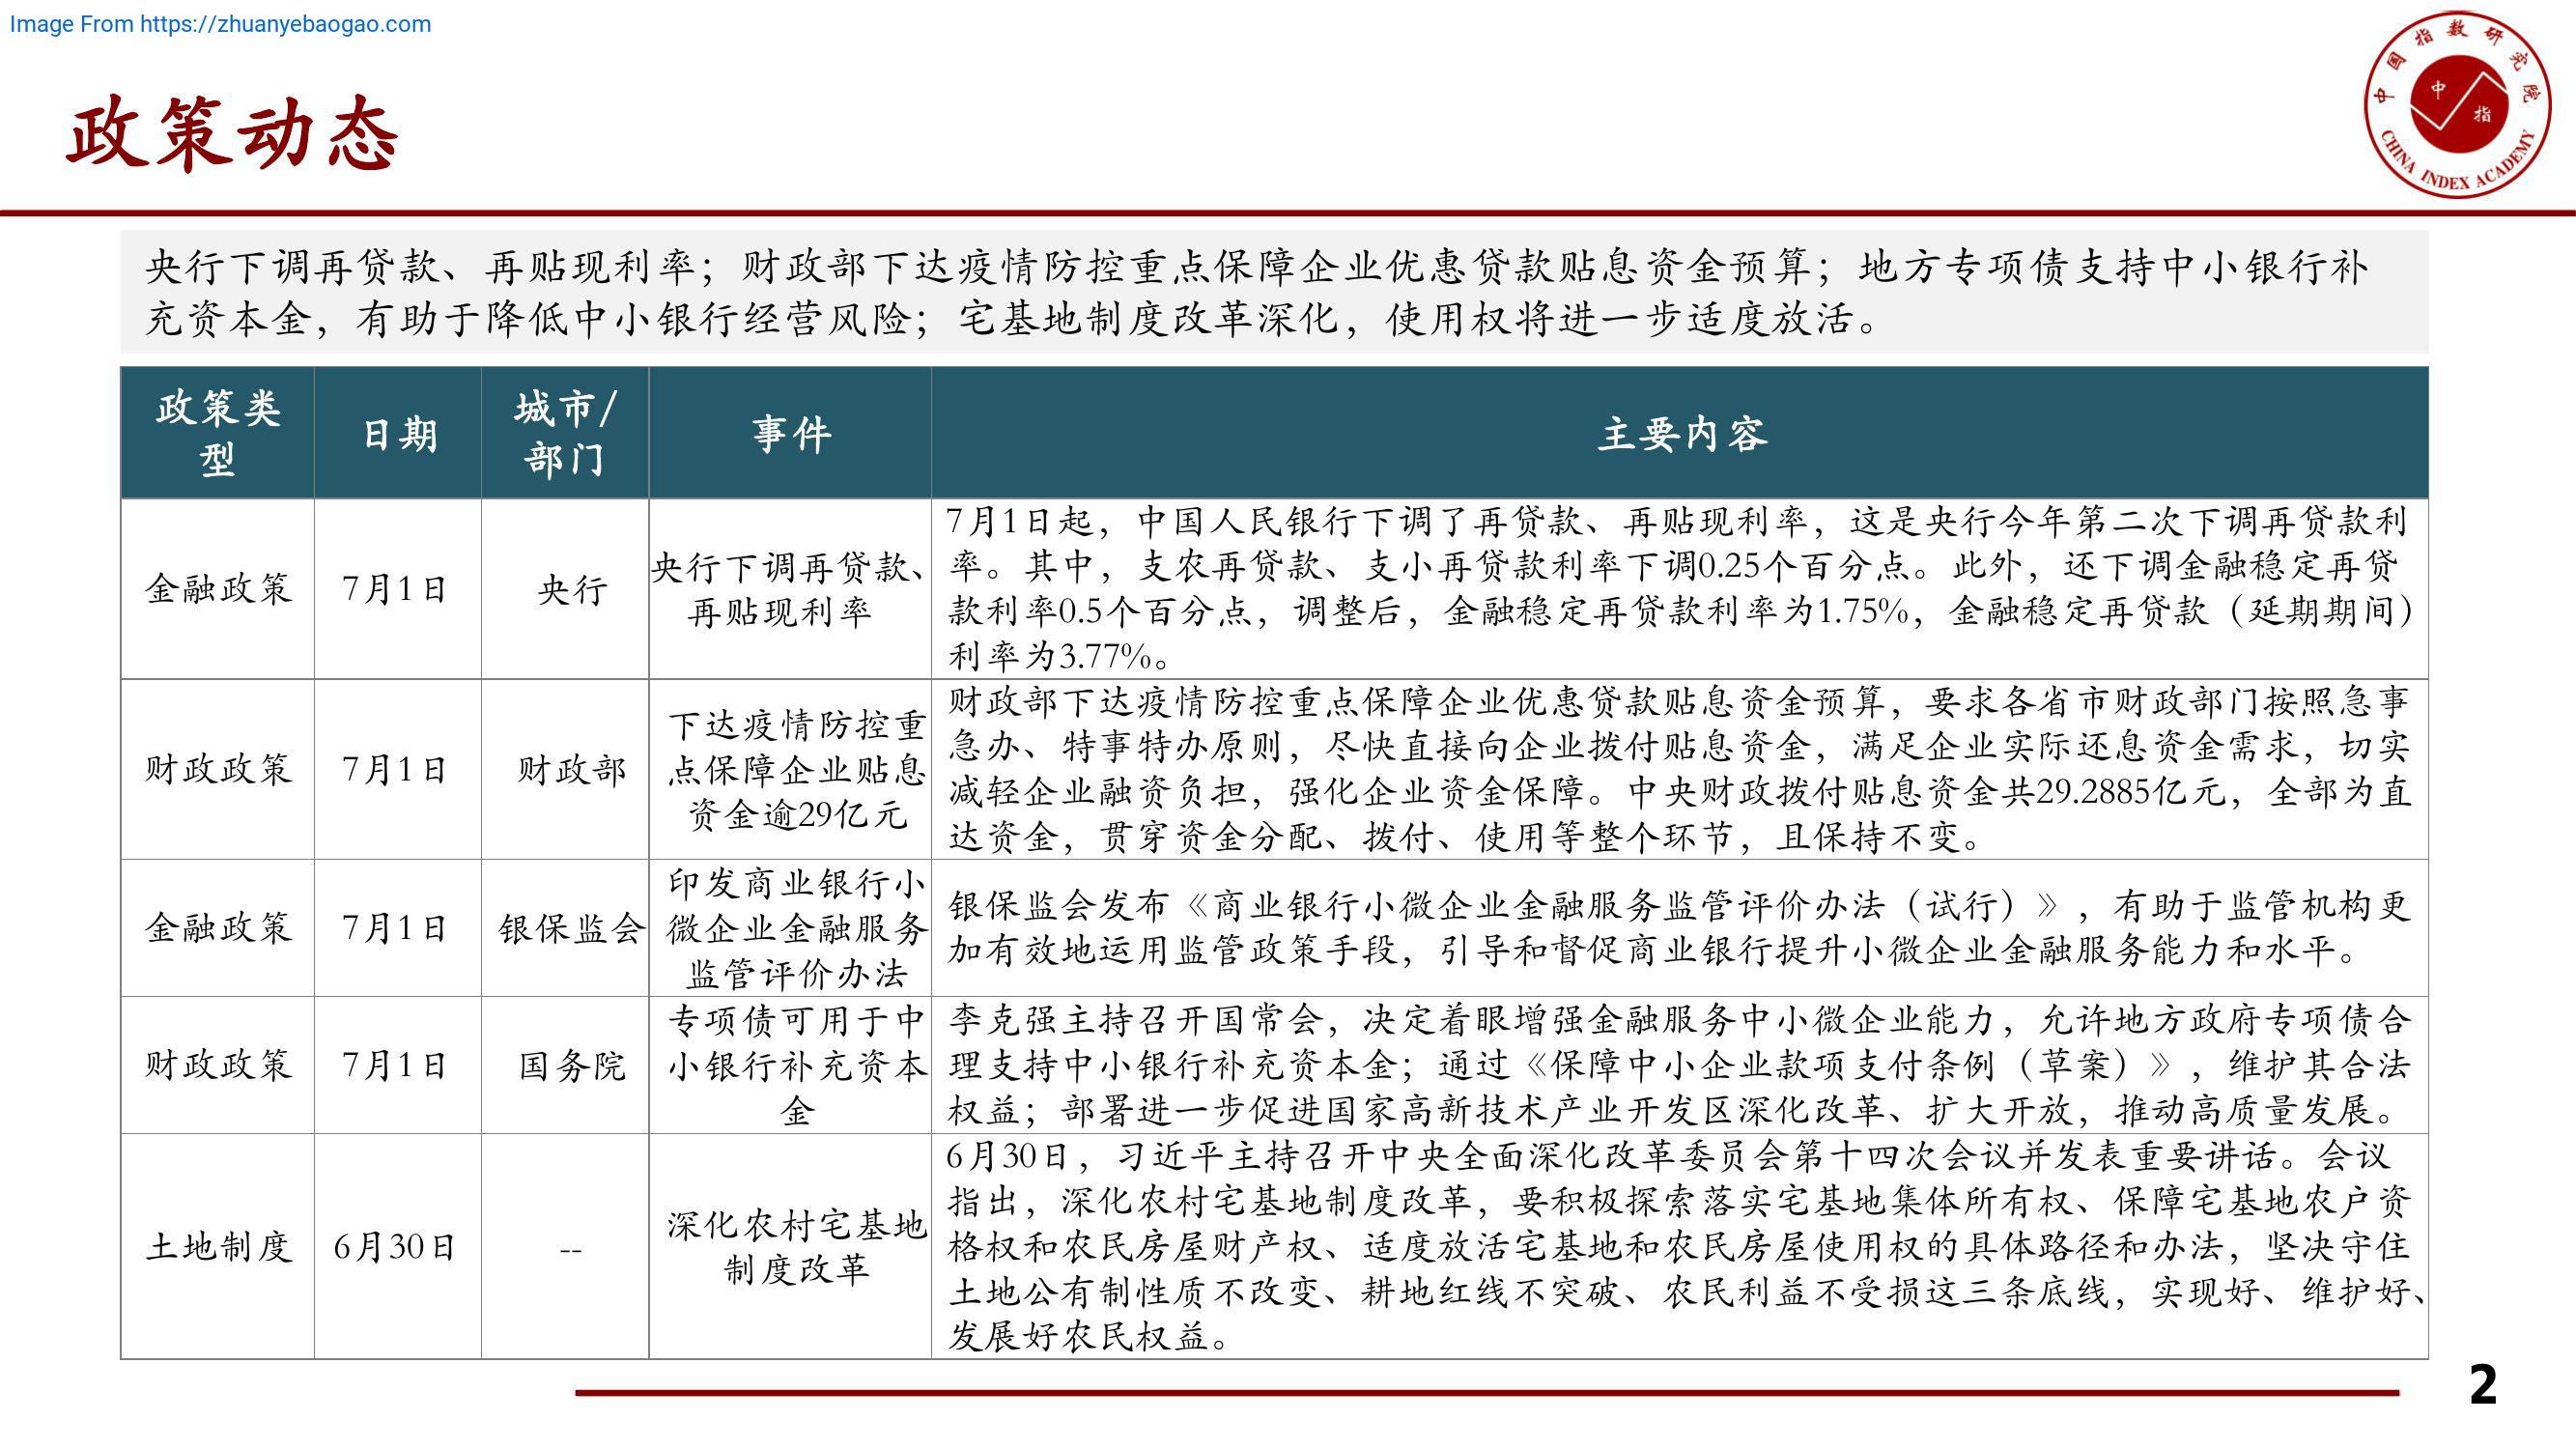 Image From https://zhuanyebaogao.com
中国指数研究院
中
指
CHINA INDEX ACADEMY
政策动态
央行下调再贷款、再贴现利率；财政部下达疫情防控重点保障企业优惠贷款贴息资金预算；地方专项债支持中小银行补
充资本金，有助于降低中小银行经营风险；宅基地制度改革深化，使用权将进一步适度放活。
政策类
型
日期
城市/
部门
事件
主要内容
金融政策
7月1日
央行
央行下调再贷款、
再贴现利率
7月1日起，中国人民银行下调了再贷款、再贴现利率，这是央行今年第二次下调再贷款利
率。其中，支农再贷款、支小再贷款利率下调0.25个百分点。此外，还下调金融稳定再贷
款利率0.5个百分点，调整后，金融稳定再贷款利率为1.75%，金融稳定再贷款（延期期间）
利率为3.77%。
财政政策
7月1日
财政部
下达疫情防控重
点保障企业贴息
资金逾29亿元
财政部下达疫情防控重点保障企业优惠贷款贴息资金预算，要求各省市财政部门按照急事
急办、特事特办原则，尽快直接向企业拨付贴息资金，满足企业实际还息资金需求，切实
减轻企业融资负担，强化企业资金保障。中央财政拨付贴息资金共29.2885亿元，全部为直
达资金，贯穿资金分配、拨付、使用等整个环节，且保持不变。
金融政策
7月1日
银保监会
印发商业银行小
微企业金融服务
监管评价办法
银保监会发布《商业银行小微企业金融服务监管评价办法（试行）》，有助于监管机构更
加有效地运用监管政策手段，引导和督促商业银行提升小微企业金融服务能力和水平。
财政政策
7月1日
国务院
专项债可用于中
小银行补充资本
金
李克强主持召开国常会，决定着眼增强金融服务中小微企业能力，允许地方政府专项债合
理支持中小银行补充资本金；通过《保障中小企业款项支付条例（草案）》，维护其合法
权益；部署进一步促进国家高新技术产业开发区深化改革、扩大开放，推动高质量发展。
土地制度
6月30日
--
深化农村宅基地
制度改革
6月30日，习近平主持召开中央全面深化改革委员会第十四次会议并发表重要讲话。会议
指出，深化农村宅基地制度改革，要积极探索落实宅基地集体所有权、保障宅基地农户资
格权和农民房屋财产权、适度放活宅基地和农民房屋使用权的具体路径和办法，坚决守住
土地公有制性质不改变、耕地红线不突破、农民利益不受损这三条底线，实现好、维护好、
发展好农民权益。
2